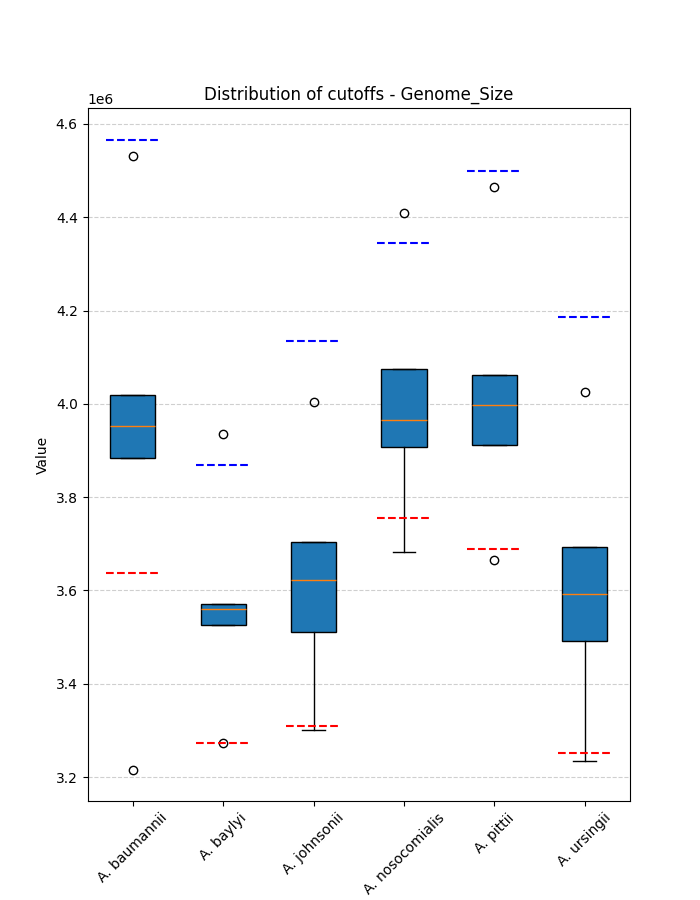 Distribution of cutoffs - Genome_Size
1e6
4.6
4.4
4.2
4.0
3.8
3.6
3.4
3.2
Value
A. baumannii
A. baylyi
A. johnsonii
A. nosocomialis
A. pittii
A. ursingii